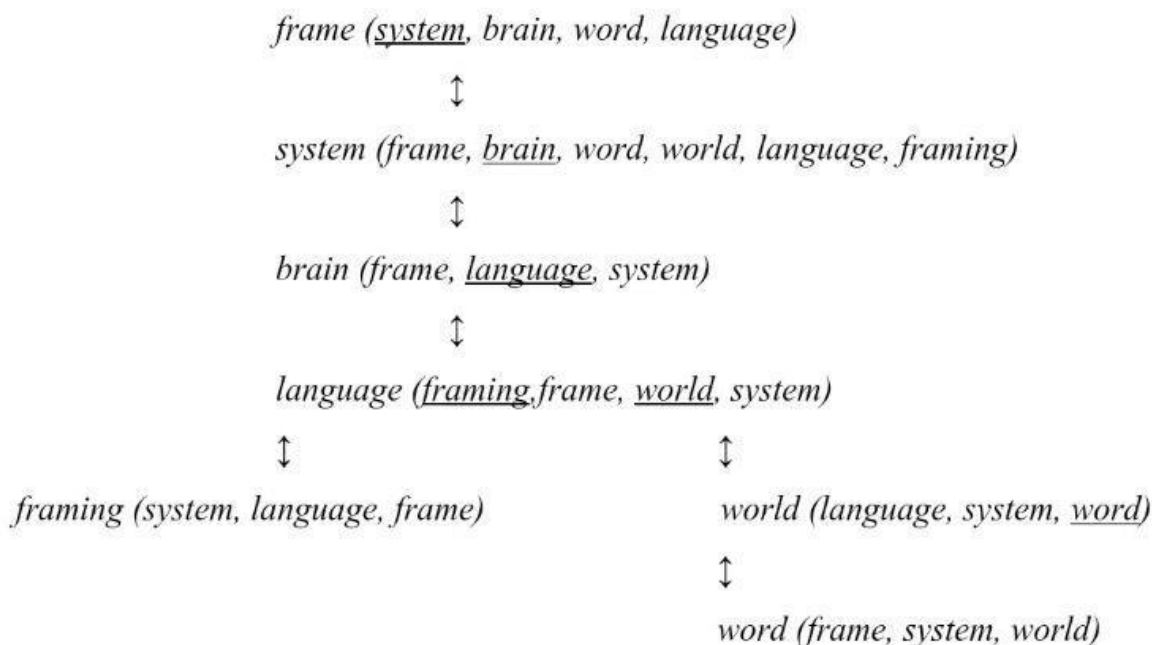 frame (system, brain, word, language)
↕
system (frame, brain, word, world, language, framing)
↕
brain (frame, language, system)
↕
language (framing,frame, world, system)
↕ ↕
framing (system, language, frame) world (language, system, word)
↕
word (frame, system, world)